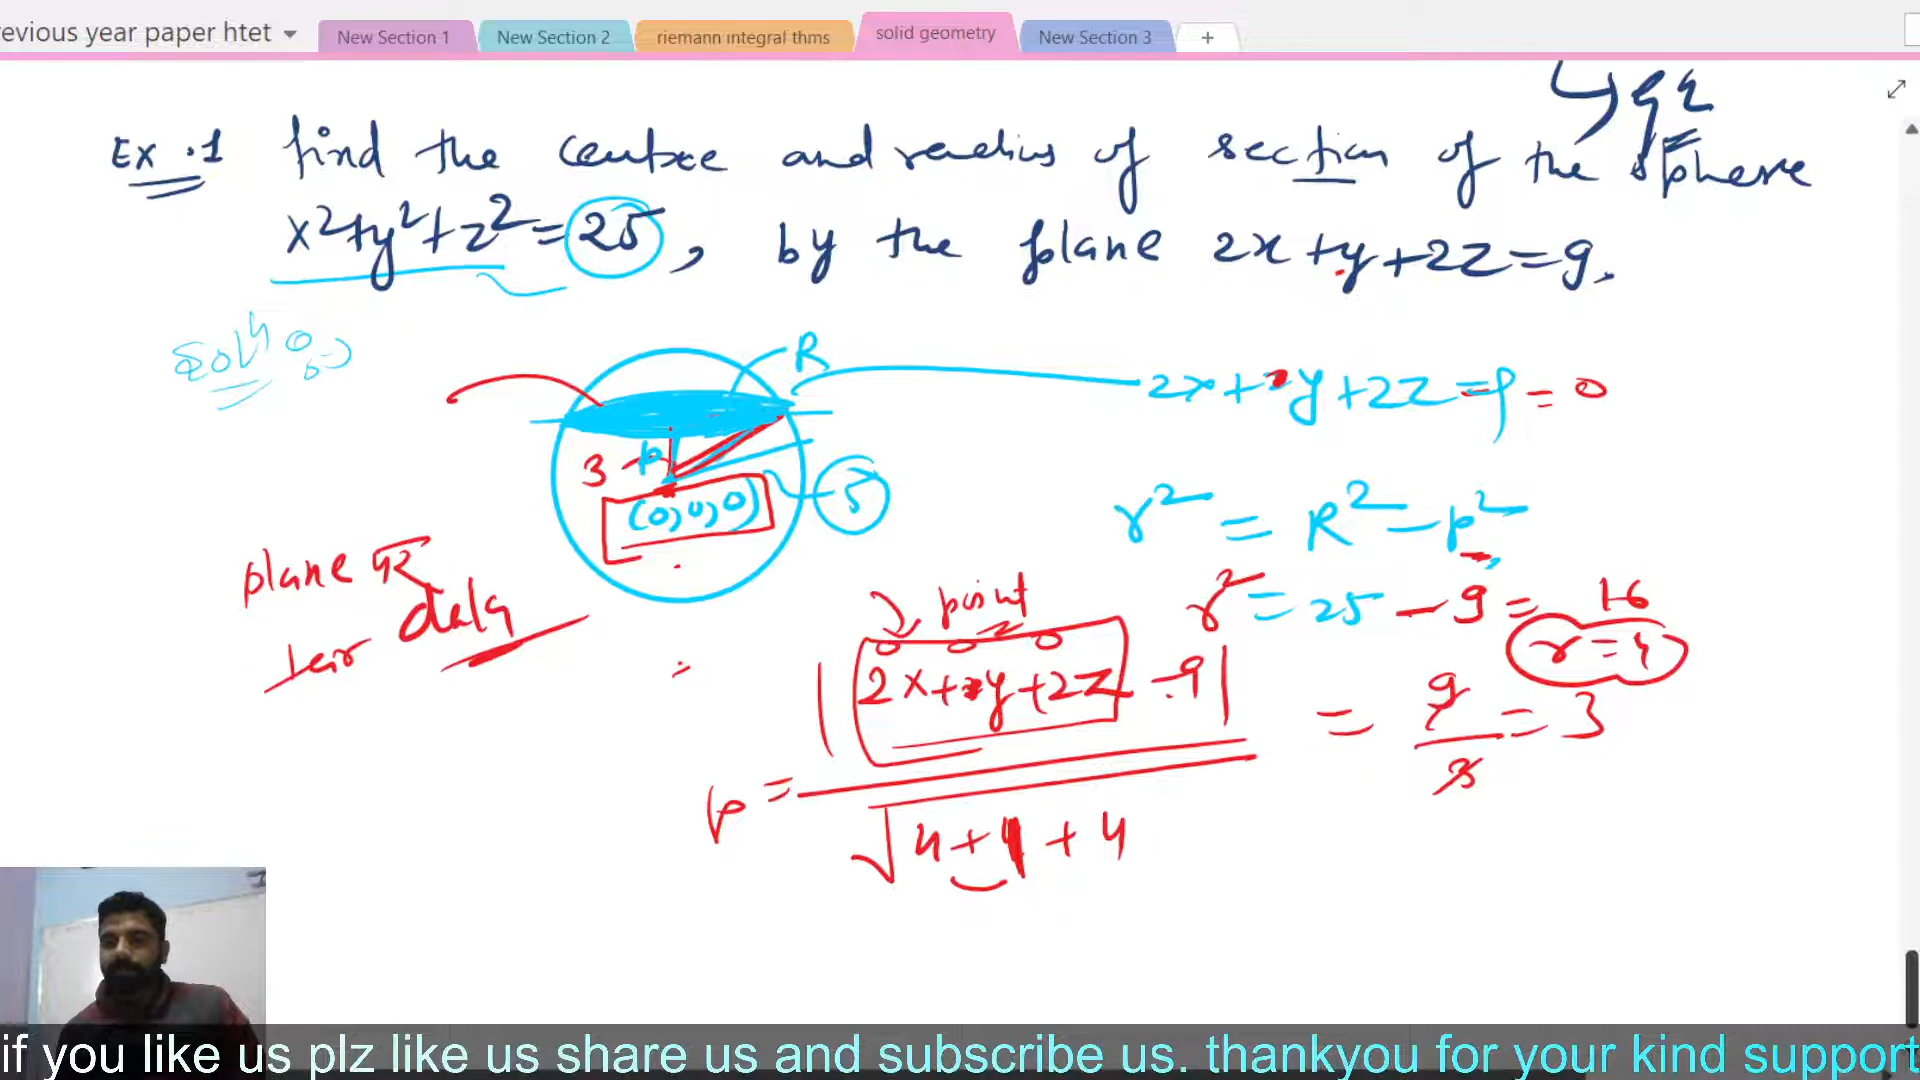 revious year paper htet
New Section 1
New Section 2
riemann integral thms
solid geometry
New Section 3
+
Ex.1 find the centre and radius of section of the sphere
x²+y²+z²=25, by the plane 2x+y+2z=9.
Solⁿ
R
2x+y+2z=9=0
3
p
(0,0,0)
5
r² = R²-p²
plane
point
r² = 25-9=16
r=4
|2x+y+2z-9|
p =
√4+1+4
= 9/3 = 3
if you like us plz like us share us and subscribe us. thankyou for your kind support